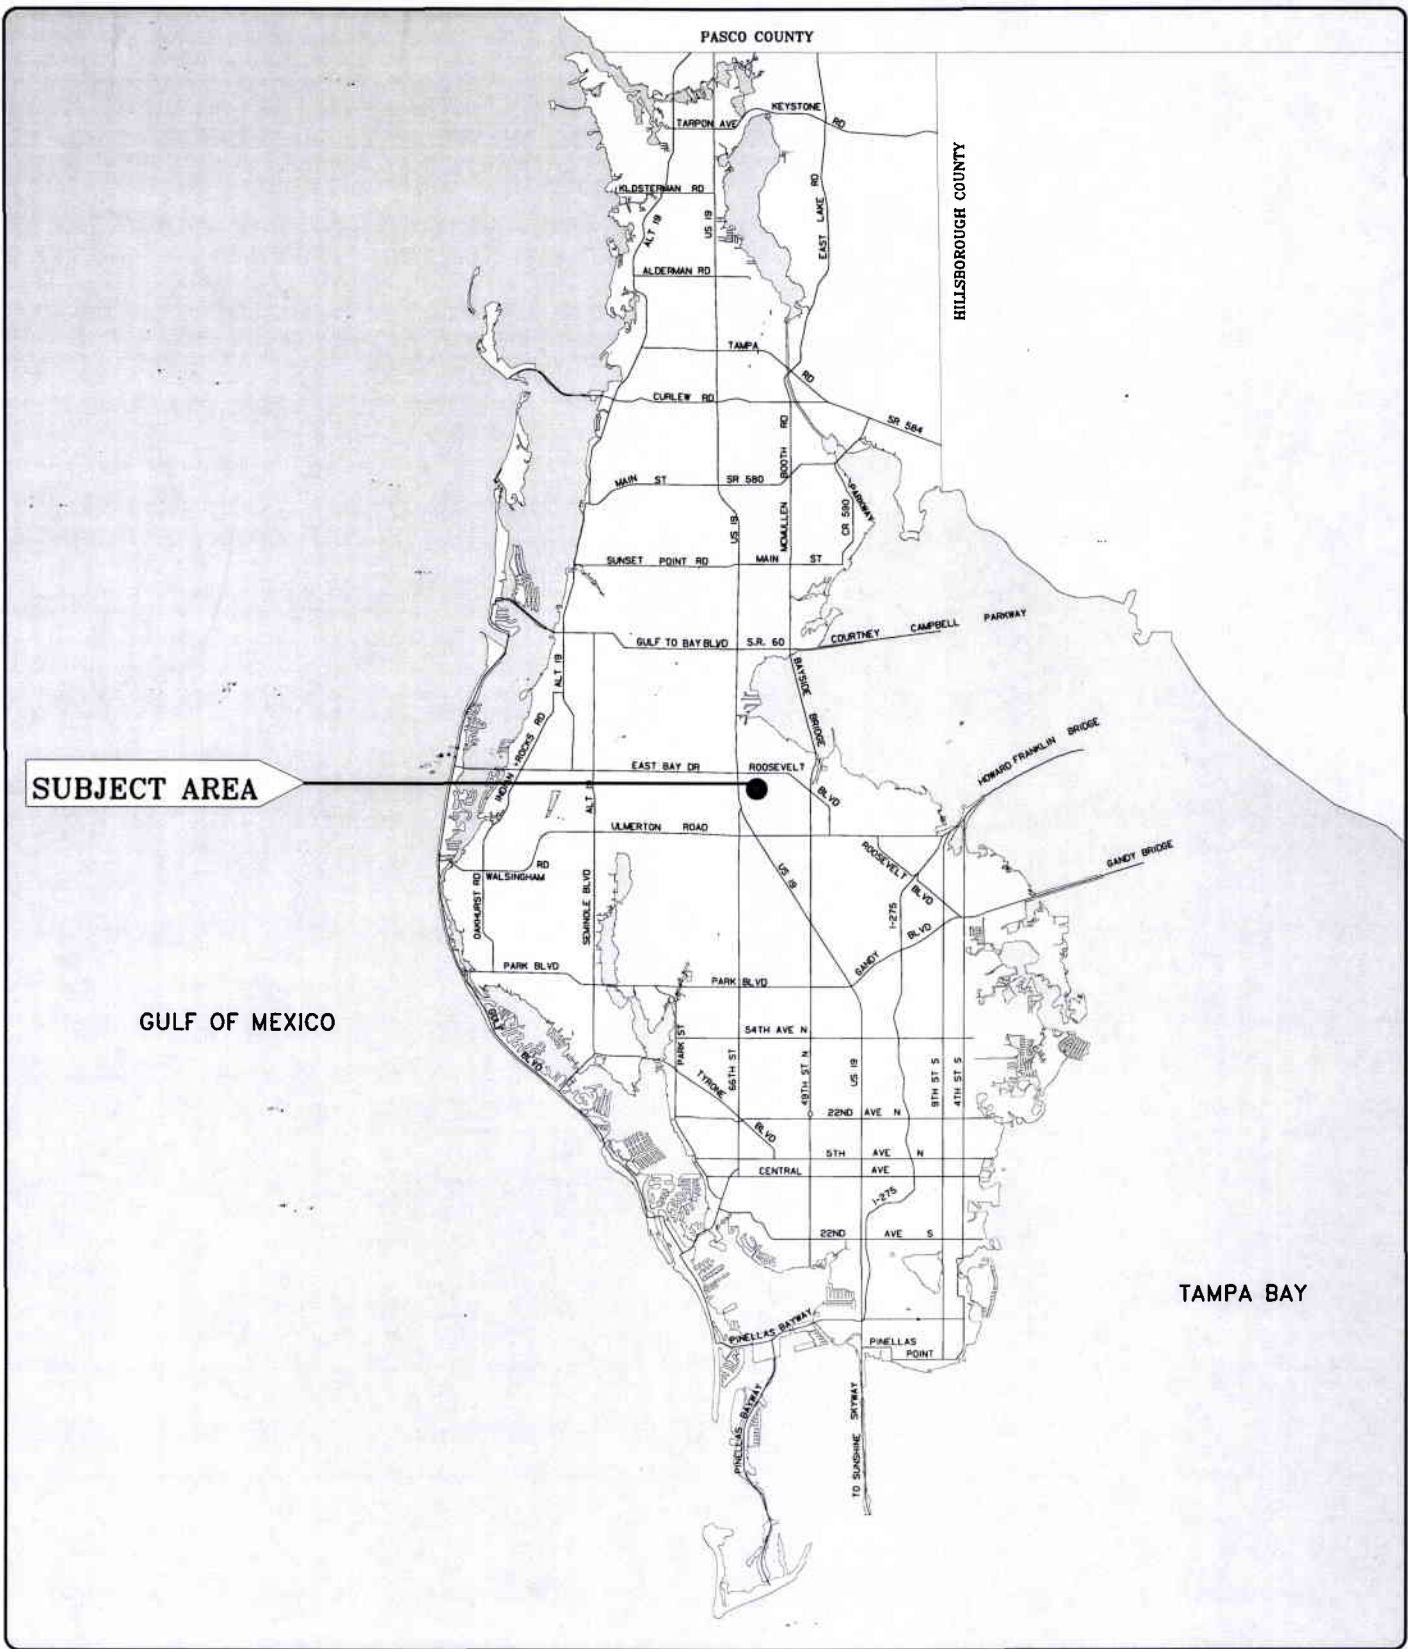 PASCO COUNTY
KEYSTONE RD
TARPON AVE
HILLSBOROUGH COUNTY
KLOSTERMAN RD
EAST LAKE RD
ALT 19
US 19
ALDERMAN RD
TAMPA RD
CURLEW RD
SR 584
MCMULLEN BOOTH RD
MAIN ST
SR 580
PARKWAY
CR 590
US 19
SUNSET POINT RD
MAIN ST
COURTNEY CAMPBELL PARKWAY
GULF TO BAY BLVD
S.R. 60
ALT 19
BAYSIDE BRIDGE
INDIAN ROCKS RD
HOWARD FRANKLIN BRIDGE
EAST BAY DR
ROOSEVELT BLVD
SUBJECT AREA
ALT 19
ULMERTON ROAD
WALSINGHAM RD
US 19
ROOSEVELT BLVD
GANDY BRIDGE
OAKHURST RD
SEMINOLE BLVD
I-275
GANDY BLVD
PARK BLVD
PARK BLVD
GULF OF MEXICO
GULF BLVD
54TH AVE N
PARK ST
66TH ST
49TH ST N
US 19
9TH ST S
4TH ST S
TYRONE BLVD
22ND AVE N
5TH AVE N
CENTRAL AVE
I-275
22ND AVE S
TAMPA BAY
PINELLAS BAYWAY
PINELLAS POINT
PINELLAS BAYWAY
TO SUNSHINE SKYWAY